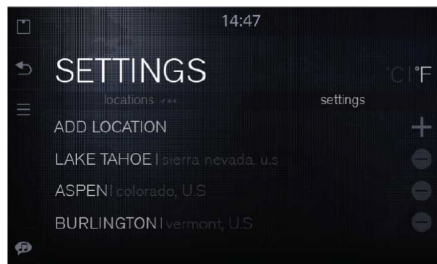 14:47
SETTINGS
°C|°F
locations
settings
ADD LOCATION
LAKE TAHOE | sierra nevada, u.s
ASPEN | colorado, U.S
BURLINGTON | vermont, U.S